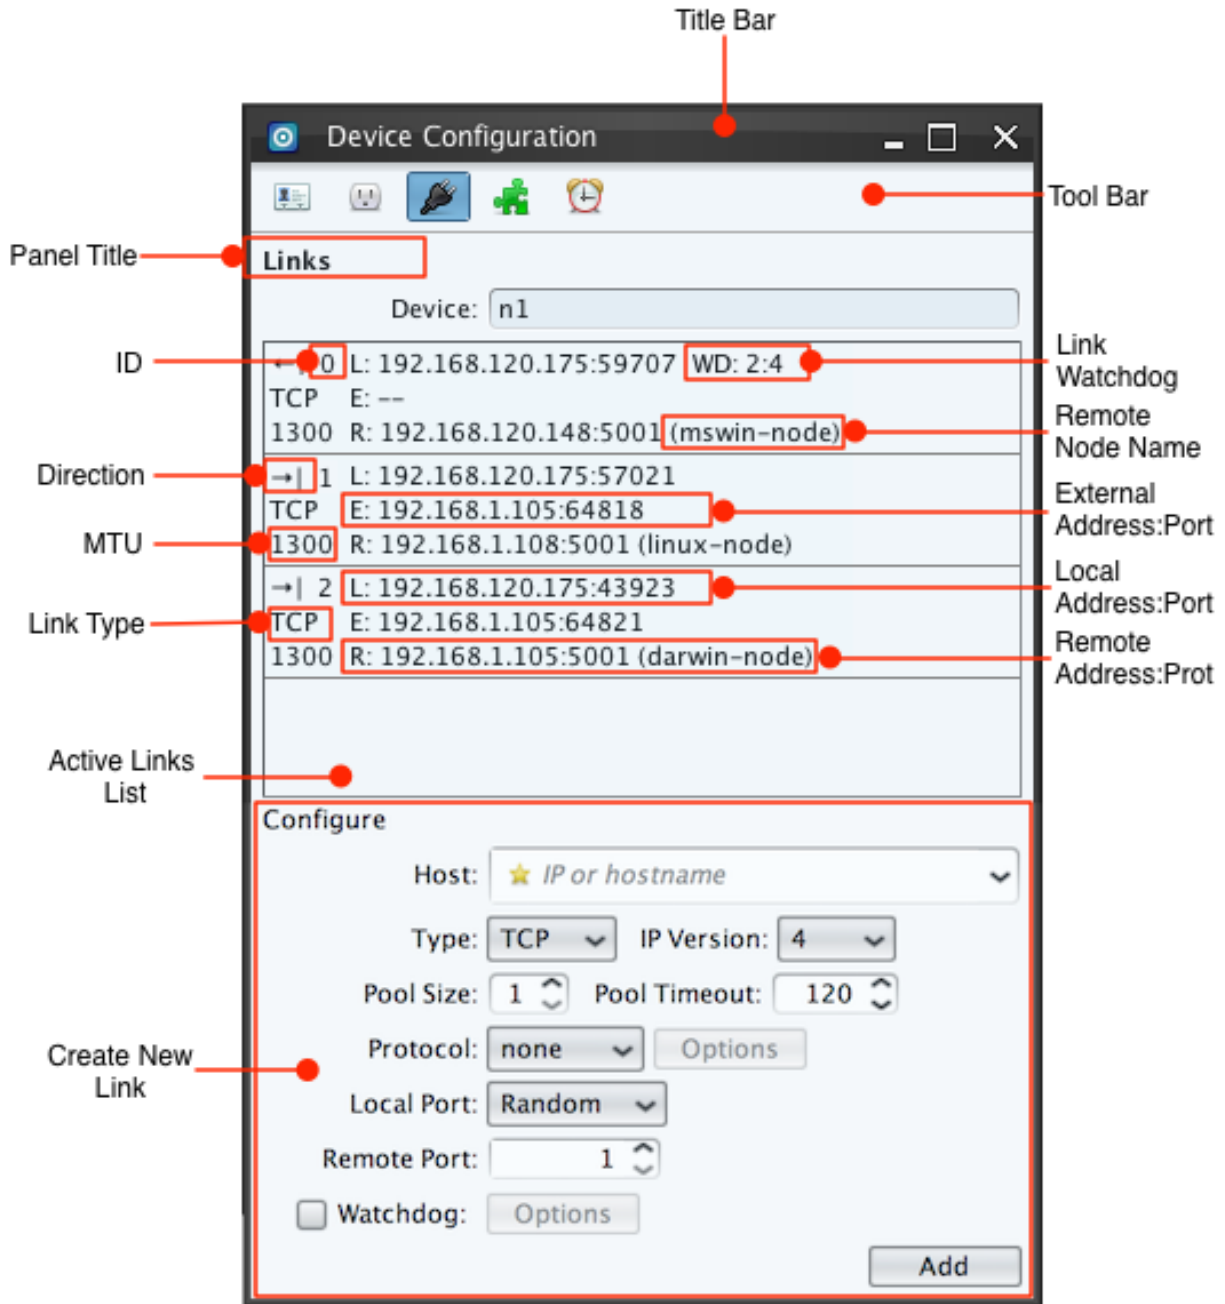 Title Bar
Device Configuration
Tool Bar
Panel Title
Links
Device: n1
ID
←| 0 L: 192.168.120.175:59707 WD: 2:4
Link
Watchdog
TCP E: --
1300 R: 192.168.120.148:5001 (mswin-node)
Remote
Node Name
Direction
→| 1 L: 192.168.120.175:57021
TCP E: 192.168.1.105:64818
External
Address:Port
MTU
1300 R: 192.168.1.108:5001 (linux-node)
→| 2 L: 192.168.120.175:43923
Local
Address:Port
Link Type
TCP E: 192.168.1.105:64821
1300 R: 192.168.1.105:5001 (darwin-node)
Remote
Address:Prot
Active Links
List
Configure
Host: IP or hostname
Type: TCP IP Version: 4
Pool Size: 1 Pool Timeout: 120
Protocol: none Options
Create New
Link
Local Port: Random
Remote Port: 1
Watchdog: Options
Add